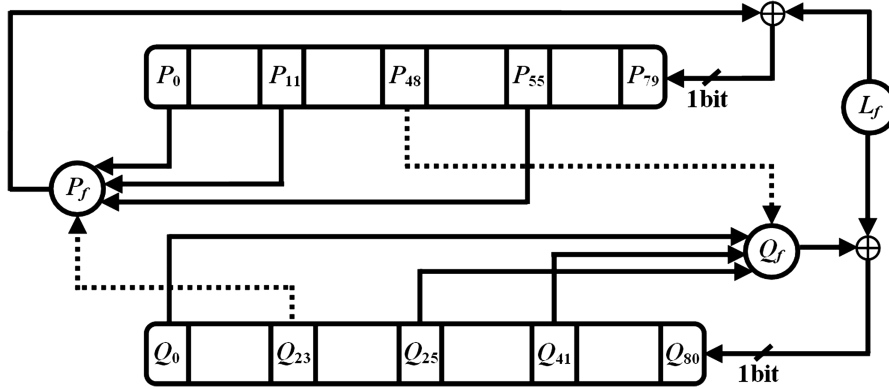 P0 P11 P48 P55 P79
1bit
Lf
Pf
Qf
Q0 Q23 Q25 Q41 Q80
1bit